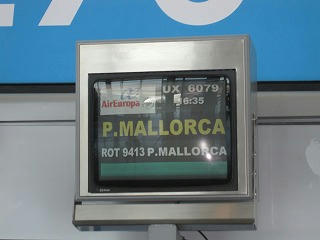 AirEuropa UX 6079
6:35
P.MALLORCA
ROT 9413 P.MALLORCA